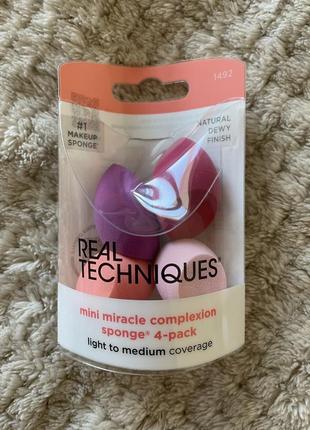 1492
#1
MAKEUP
SPONGE
NATURAL
DEWY
FINISH
REAL
TECHNIQUES®
mini miracle complexion
sponge® 4-pack
light to medium coverage